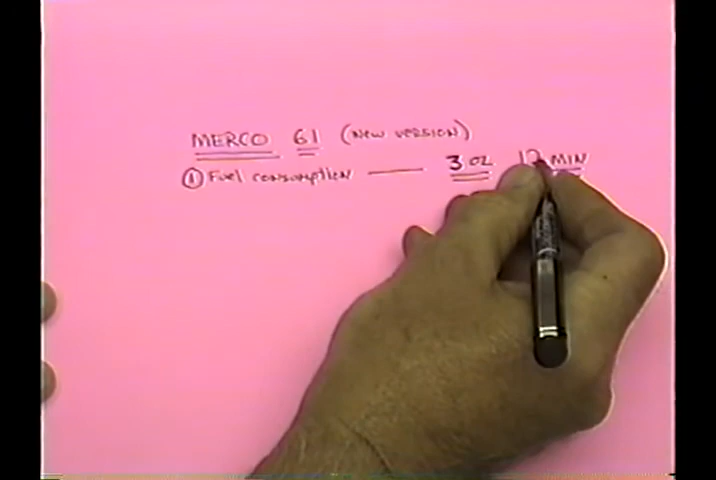 MERCO 61 (NEW VERSION)
① FUEL CONSUMPTION — 3 OZ 12 MIN